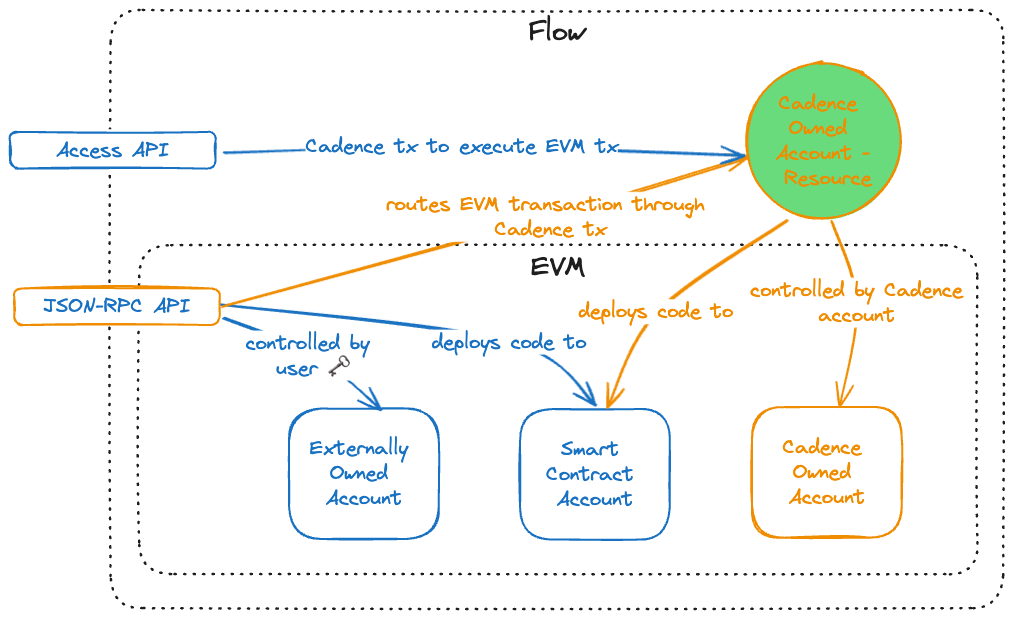 Flow
Cadence
Owned
Account -
Resource
Access API
Cadence tx to execute EVM tx
routes EVM transaction through
Cadence tx
EVM
JSON-RPC API
controlled by
user
deploys code to
deploys code to
controlled by Cadence
account
Externally
Owned
Account
Smart
Contract
Account
Cadence
Owned
Account